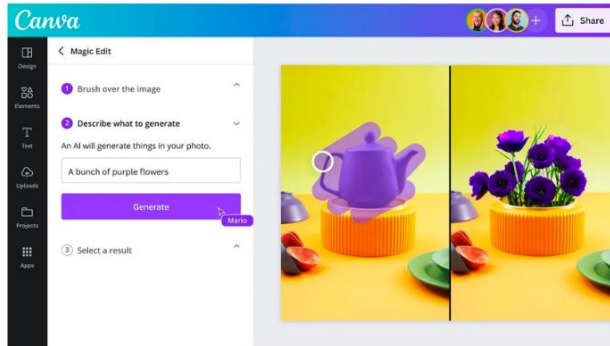 Canva
Share
Design
Elements
Text
Uploads
Projects
Apps
Magic Edit
1 Brush over the image
2 Describe what to generate
An AI will generate things in your photo.
A bunch of purple flowers
Generate
Mario
3 Select a result